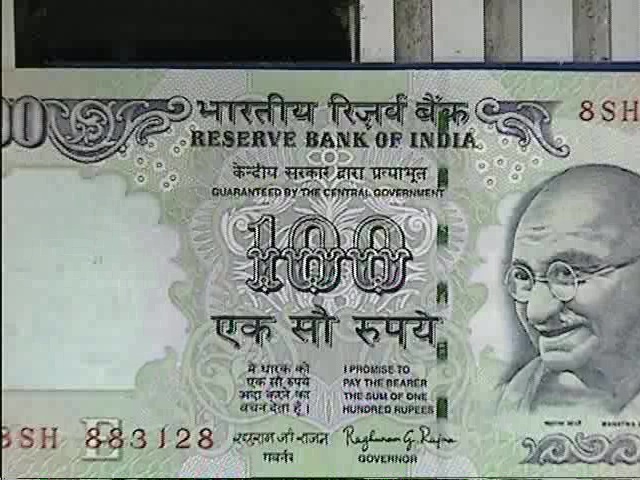 00
8SH
भारतीय रिज़र्व बैंक
RESERVE BANK OF INDIA
केन्दीय सरकार द्वारा प्रत्याभूत
GUARANTEED BY THE CENTRAL GOVERNMENT
100
एक सौ रुपये
मैं धारक को
एक सौ रुपये
अदा करने का
वचन देता हूँ।
I PROMISE TO
PAY THE BEARER
THE SUM OF ONE
HUNDRED RUPEES
8SH 883128
E
रघुराम जी राजन
गवर्नर
Raghuram G. Rajan
GOVERNOR
महात्मा गांधी
MAHATMA